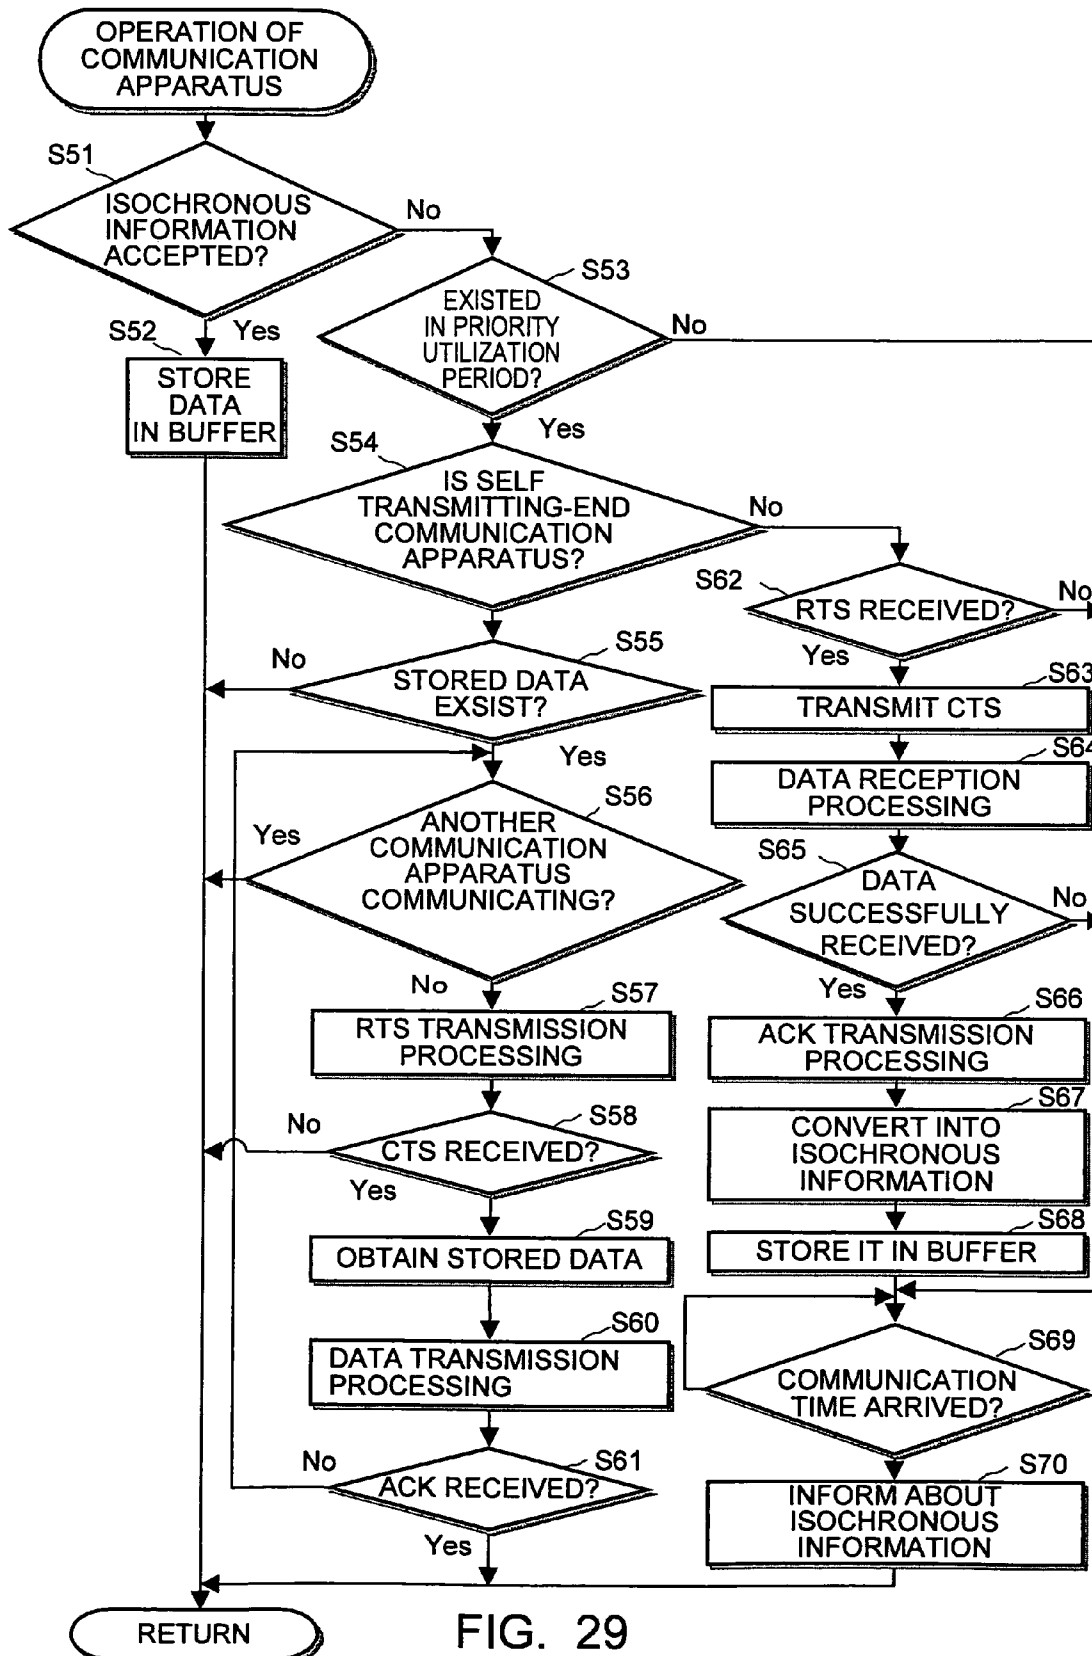 OPERATION OF
COMMUNICATION
APPARATUS
S51
ISOCHRONOUS
INFORMATION
ACCEPTED?
No
Yes
S52
STORE
DATA
IN BUFFER
S53
EXISTED
IN PRIORITY
UTILIZATION
PERIOD?
No
Yes
S54
IS SELF
TRANSMITTING-END
COMMUNICATION
APPARATUS?
No
S55
STORED DATA
EXSIST?
No
Yes
S56
ANOTHER
COMMUNICATION
APPARATUS
COMMUNICATING?
Yes
No
S57
RTS TRANSMISSION
PROCESSING
S58
CTS RECEIVED?
No
Yes
S59
OBTAIN STORED DATA
S60
DATA TRANSMISSION
PROCESSING
S61
ACK RECEIVED?
No
Yes
S62
RTS RECEIVED?
No
Yes
S63
TRANSMIT CTS
S64
DATA RECEPTION
PROCESSING
S65
DATA
SUCCESSFULLY
RECEIVED?
No
Yes
S66
ACK TRANSMISSION
PROCESSING
S67
CONVERT INTO
ISOCHRONOUS
INFORMATION
S68
STORE IT IN BUFFER
S69
COMMUNICATION
TIME ARRIVED?
S70
INFORM ABOUT
ISOCHRONOUS
INFORMATION
RETURN
FIG. 29